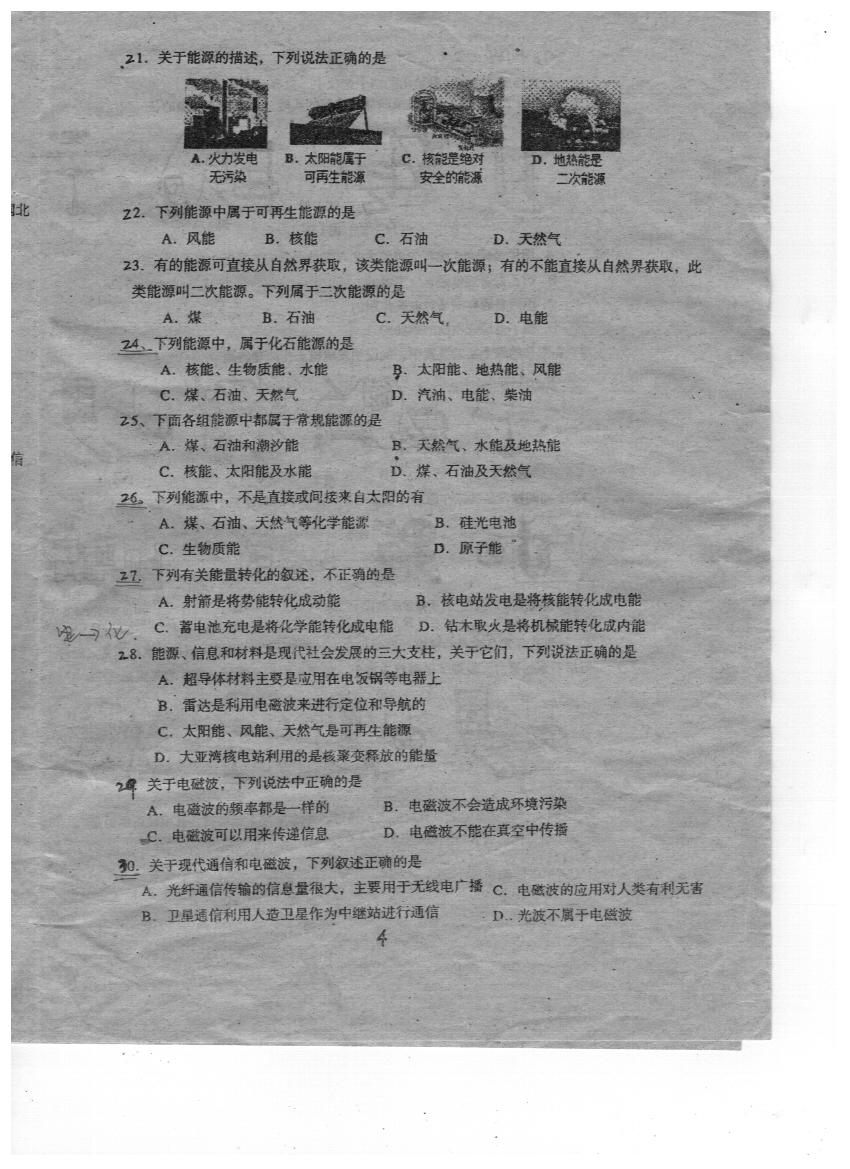 21. 关于能源的描述，下列说法正确的是
A. 火力发电 B. 太阳能属于 C. 核能是绝对 D. 地热能是
无污染 可再生能源 安全的能源 二次能源
北
22. 下列能源中属于可再生能源的是
A. 风能 B. 核能 C. 石油 D. 天然气
23. 有的能源可直接从自然界获取，该类能源叫一次能源；有的不能直接从自然界获取，此
类能源叫二次能源。下列属于二次能源的是
A. 煤 B. 石油 C. 天然气 D. 电能
24、下列能源中，属于化石能源的是
A. 核能、生物质能、水能 B. 太阳能、地热能、风能
C. 煤、石油、天然气 D. 汽油、电能、柴油
25、下面各组能源中都属于常规能源的是
A. 煤、石油和潮汐能 B. 天然气、水能及地热能
信
C. 核能、太阳能及水能 D. 煤、石油及天然气
26。下列能源中，不是直接或间接来自太阳的有
A. 煤、石油、天然气等化学能源 B. 硅光电池
C. 生物质能 D. 原子能
27. 下列有关能量转化的叙述，不正确的是
A. 射箭是将势能转化成动能 B. 核电站发电是将核能转化成电能
电→化.
C. 蓄电池充电是将化学能转化成电能 D. 钻木取火是将机械能转化成内能
28. 能源、信息和材料是现代社会发展的三大支柱，关于它们，下列说法正确的是
A. 超导体材料主要是应用在电饭锅等电器上
B. 雷达是利用电磁波来进行定位和导航的
C. 太阳能、风能、天然气是可再生能源
D. 大亚湾核电站利用的是核聚变释放的能量
29 关于电磁波，下列说法中正确的是
A. 电磁波的频率都是一样的 B. 电磁波不会造成环境污染
C. 电磁波可以用来传递信息 D. 电磁波不能在真空中传播
30. 关于现代通信和电磁波，下列叙述正确的是
A. 光纤通信传输的信息量很大，主要用于无线电广播 C. 电磁波的应用对人类有利无害
B. 卫星通信利用人造卫星作为中继站进行通信 D. 光波不属于电磁波
4